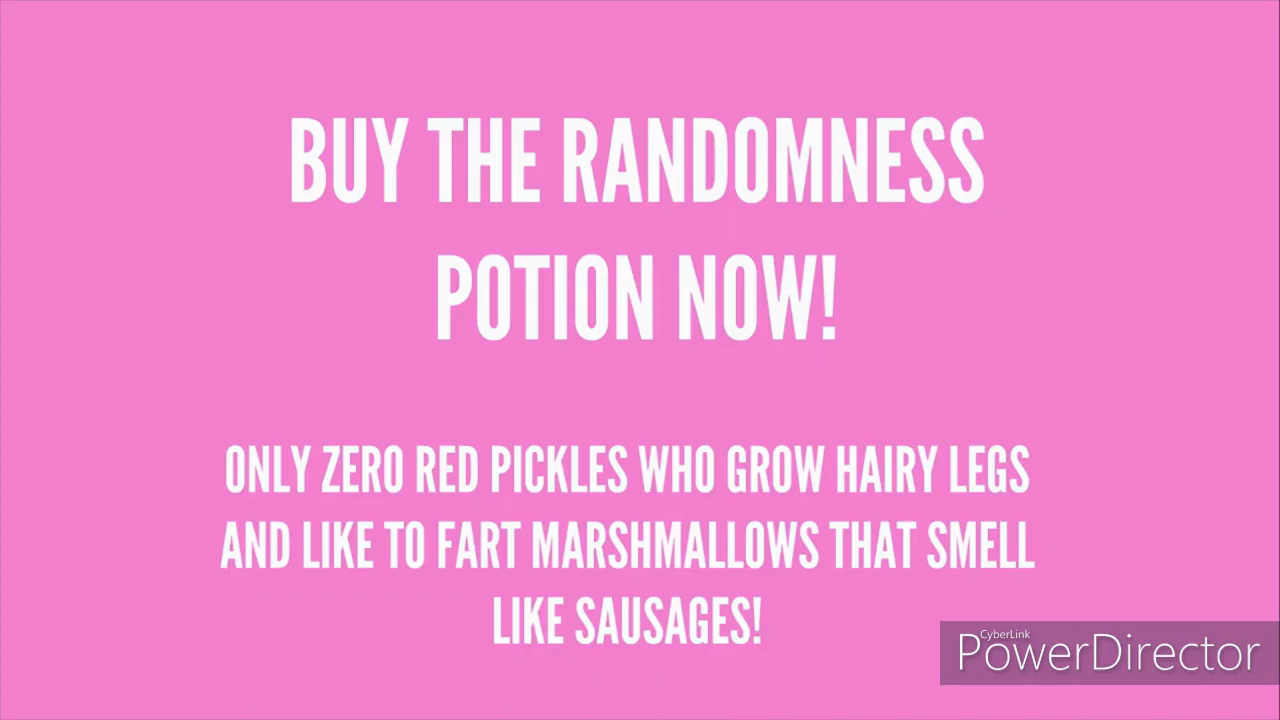 BUY THE RANDOMNESS
POTION NOW!
ONLY ZERO RED PICKLES WHO GROW HAIRY LEGS
AND LIKE TO FART MARSHMALLOWS THAT SMELL
LIKE SAUSAGES!
CyberLink
PowerDirector